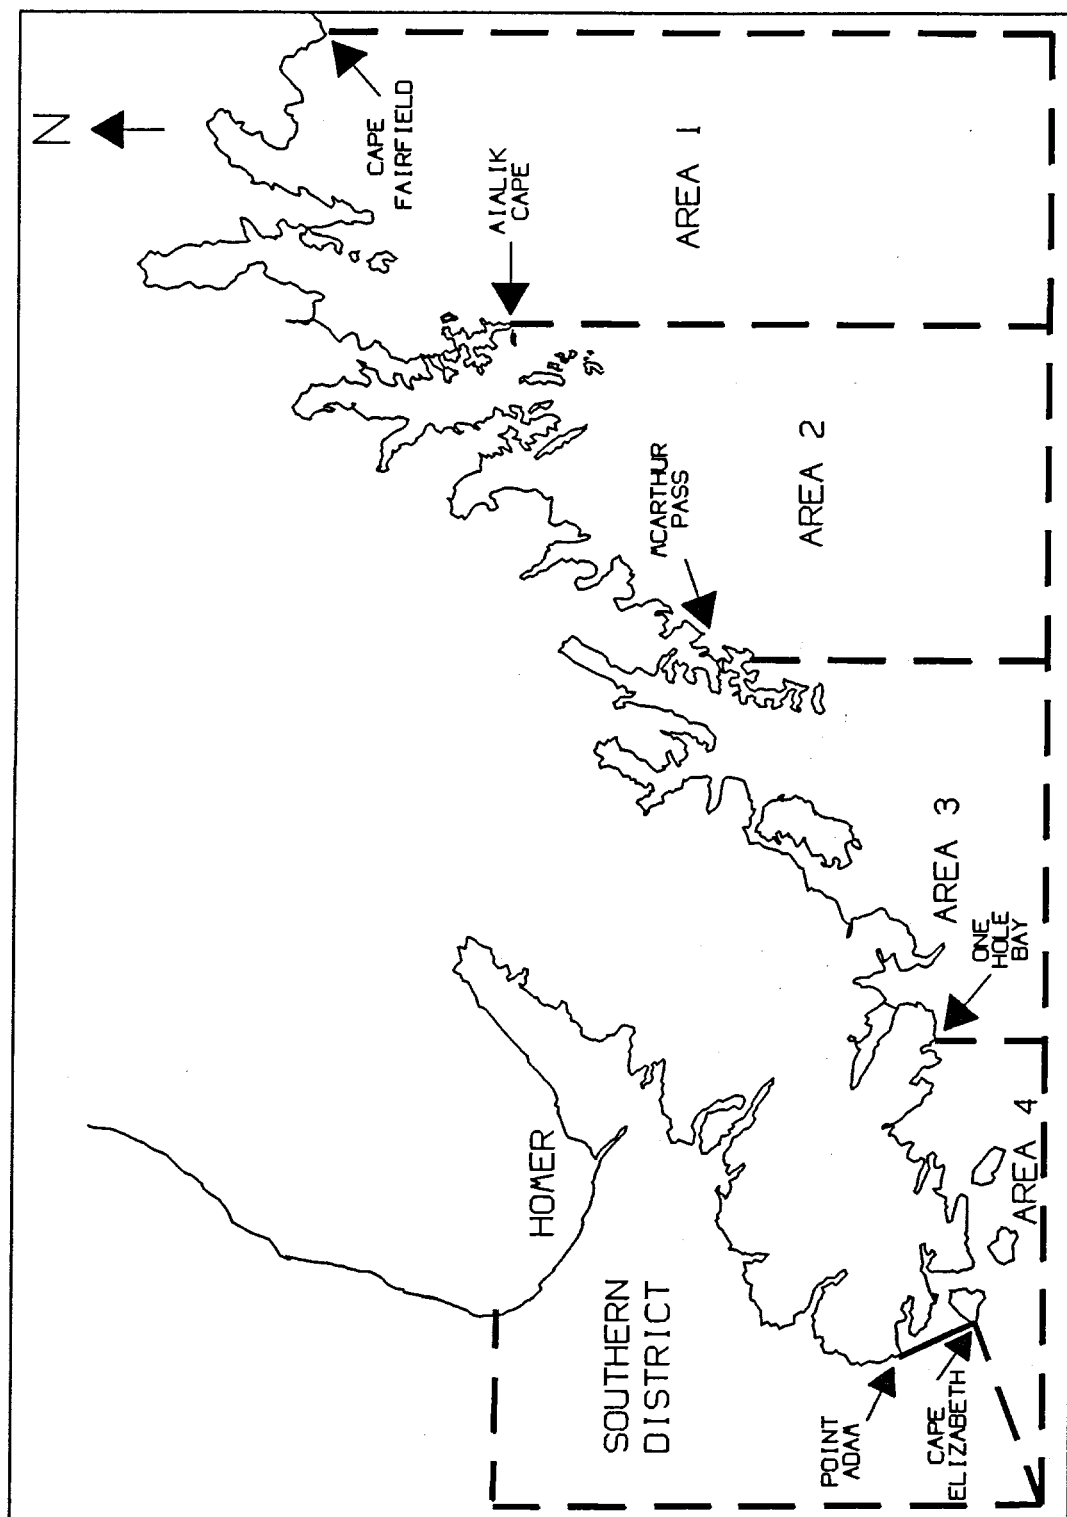 N
CAPE
FAIRFIELD
AIALIK
CAPE
AREA 1
MCARTHUR
PASS
AREA 2
AREA 3
ONE
HOLE
BAY
HOMER
AREA 4
SOUTHERN
DISTRICT
POINT
ADAM
CAPE
ELIZABETH